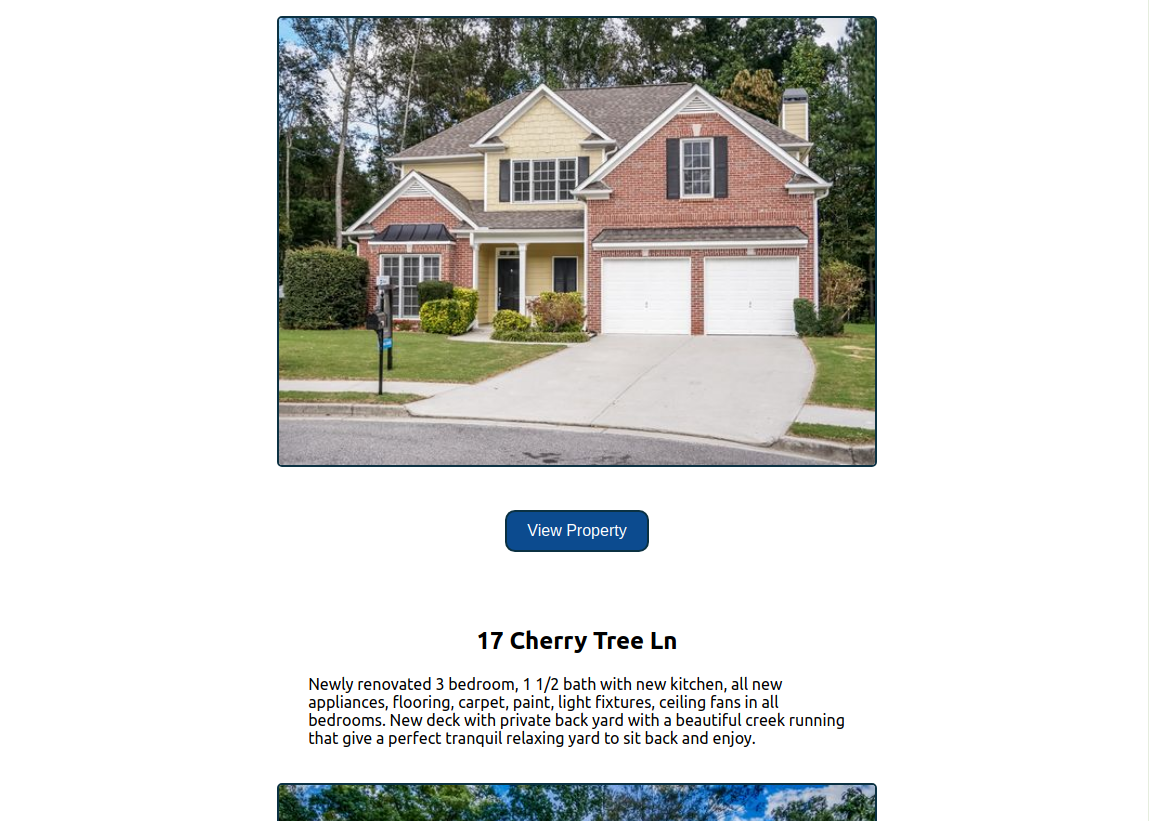 View Property
17 Cherry Tree Ln
Newly renovated 3 bedroom, 1 1/2 bath with new kitchen, all new
appliances, flooring, carpet, paint, light fixtures, ceiling fans in all
bedrooms. New deck with private back yard with a beautiful creek running
that give a perfect tranquil relaxing yard to sit back and enjoy.